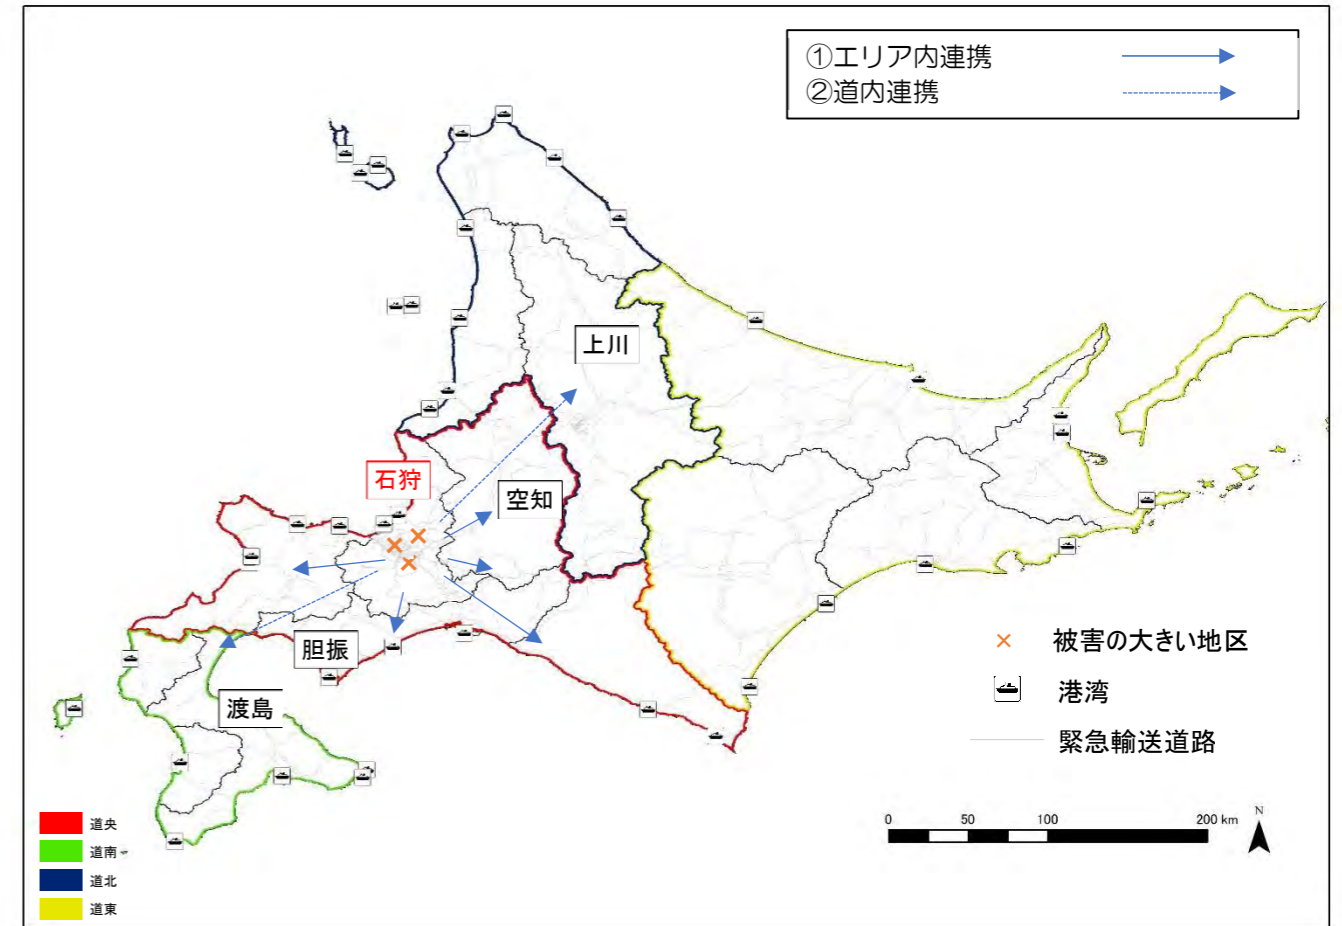 ①エリア内連携
②道内連携
上川
石狩
空知
胆振
渡島
被害の大きい地区
港湾
緊急輸送道路
道央
道南
道北
道東
0 50 100 200 km
N